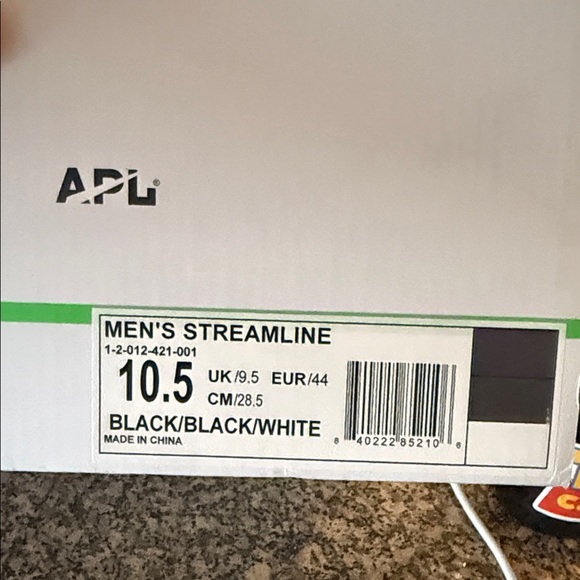 APL®
MEN'S STREAMLINE
1-2-012-421-001
10.5 UK/9.5 EUR/44
CM/28.5
BLACK/BLACK/WHITE
MADE IN CHINA
8 40222 85210 6